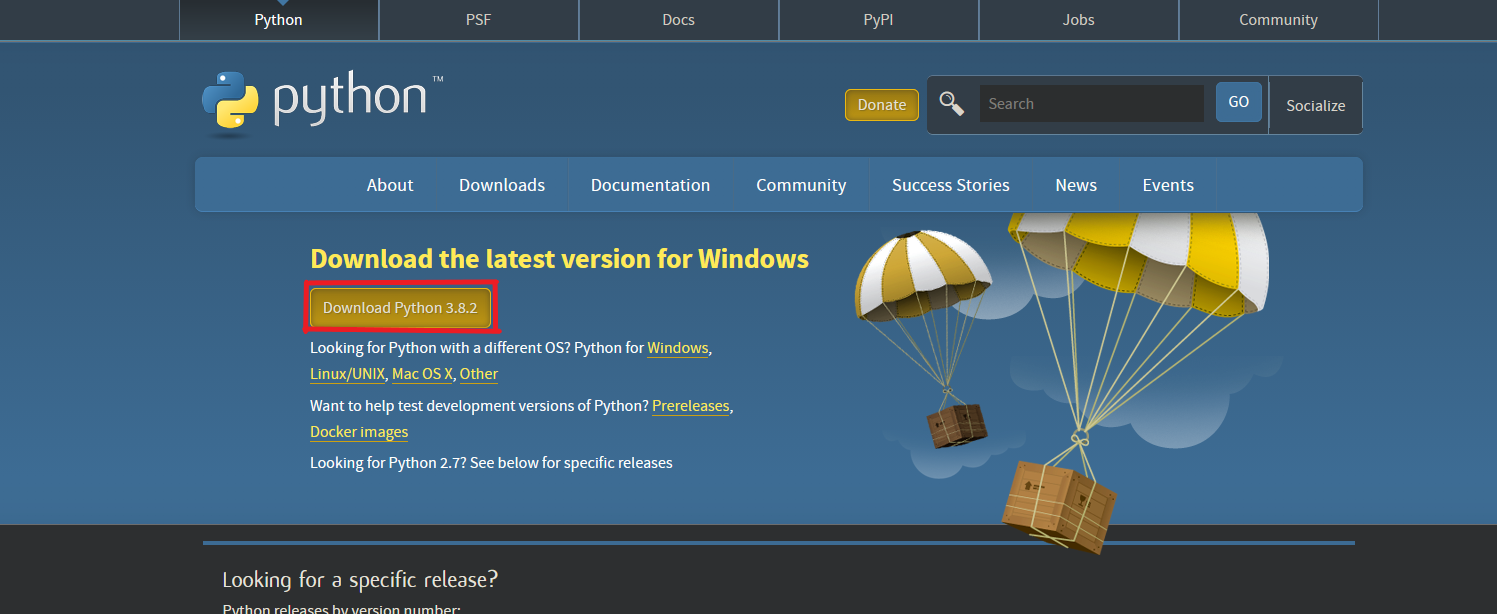 Python PSF Docs PyPI Jobs Community
python™
Donate Search GO Socialize
About Downloads Documentation Community Success Stories News Events
Download the latest version for Windows
Download Python 3.8.2
Looking for Python with a different OS? Python for Windows,
Linux/UNIX, Mac OS X, Other
Want to help test development versions of Python? Prereleases,
Docker images
Looking for Python 2.7? See below for specific releases
Looking for a specific release?
Python releases by version number: